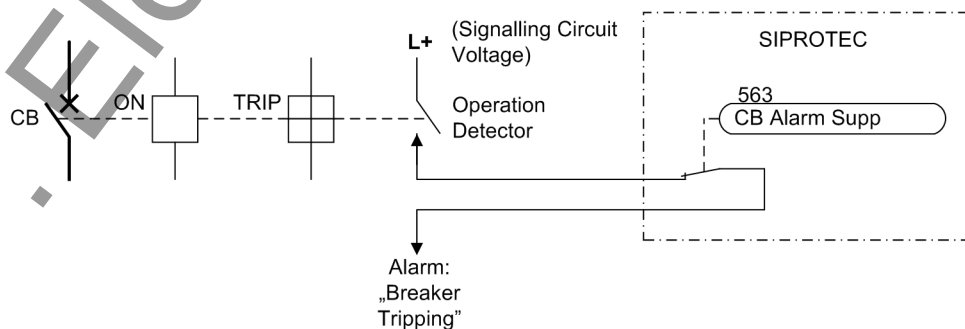 L+
(Signalling Circuit
Voltage)
SIPROTEC
CB
ON
TRIP
Operation
Detector
563
CB Alarm Supp
Alarm:
„Breaker
Tripping”